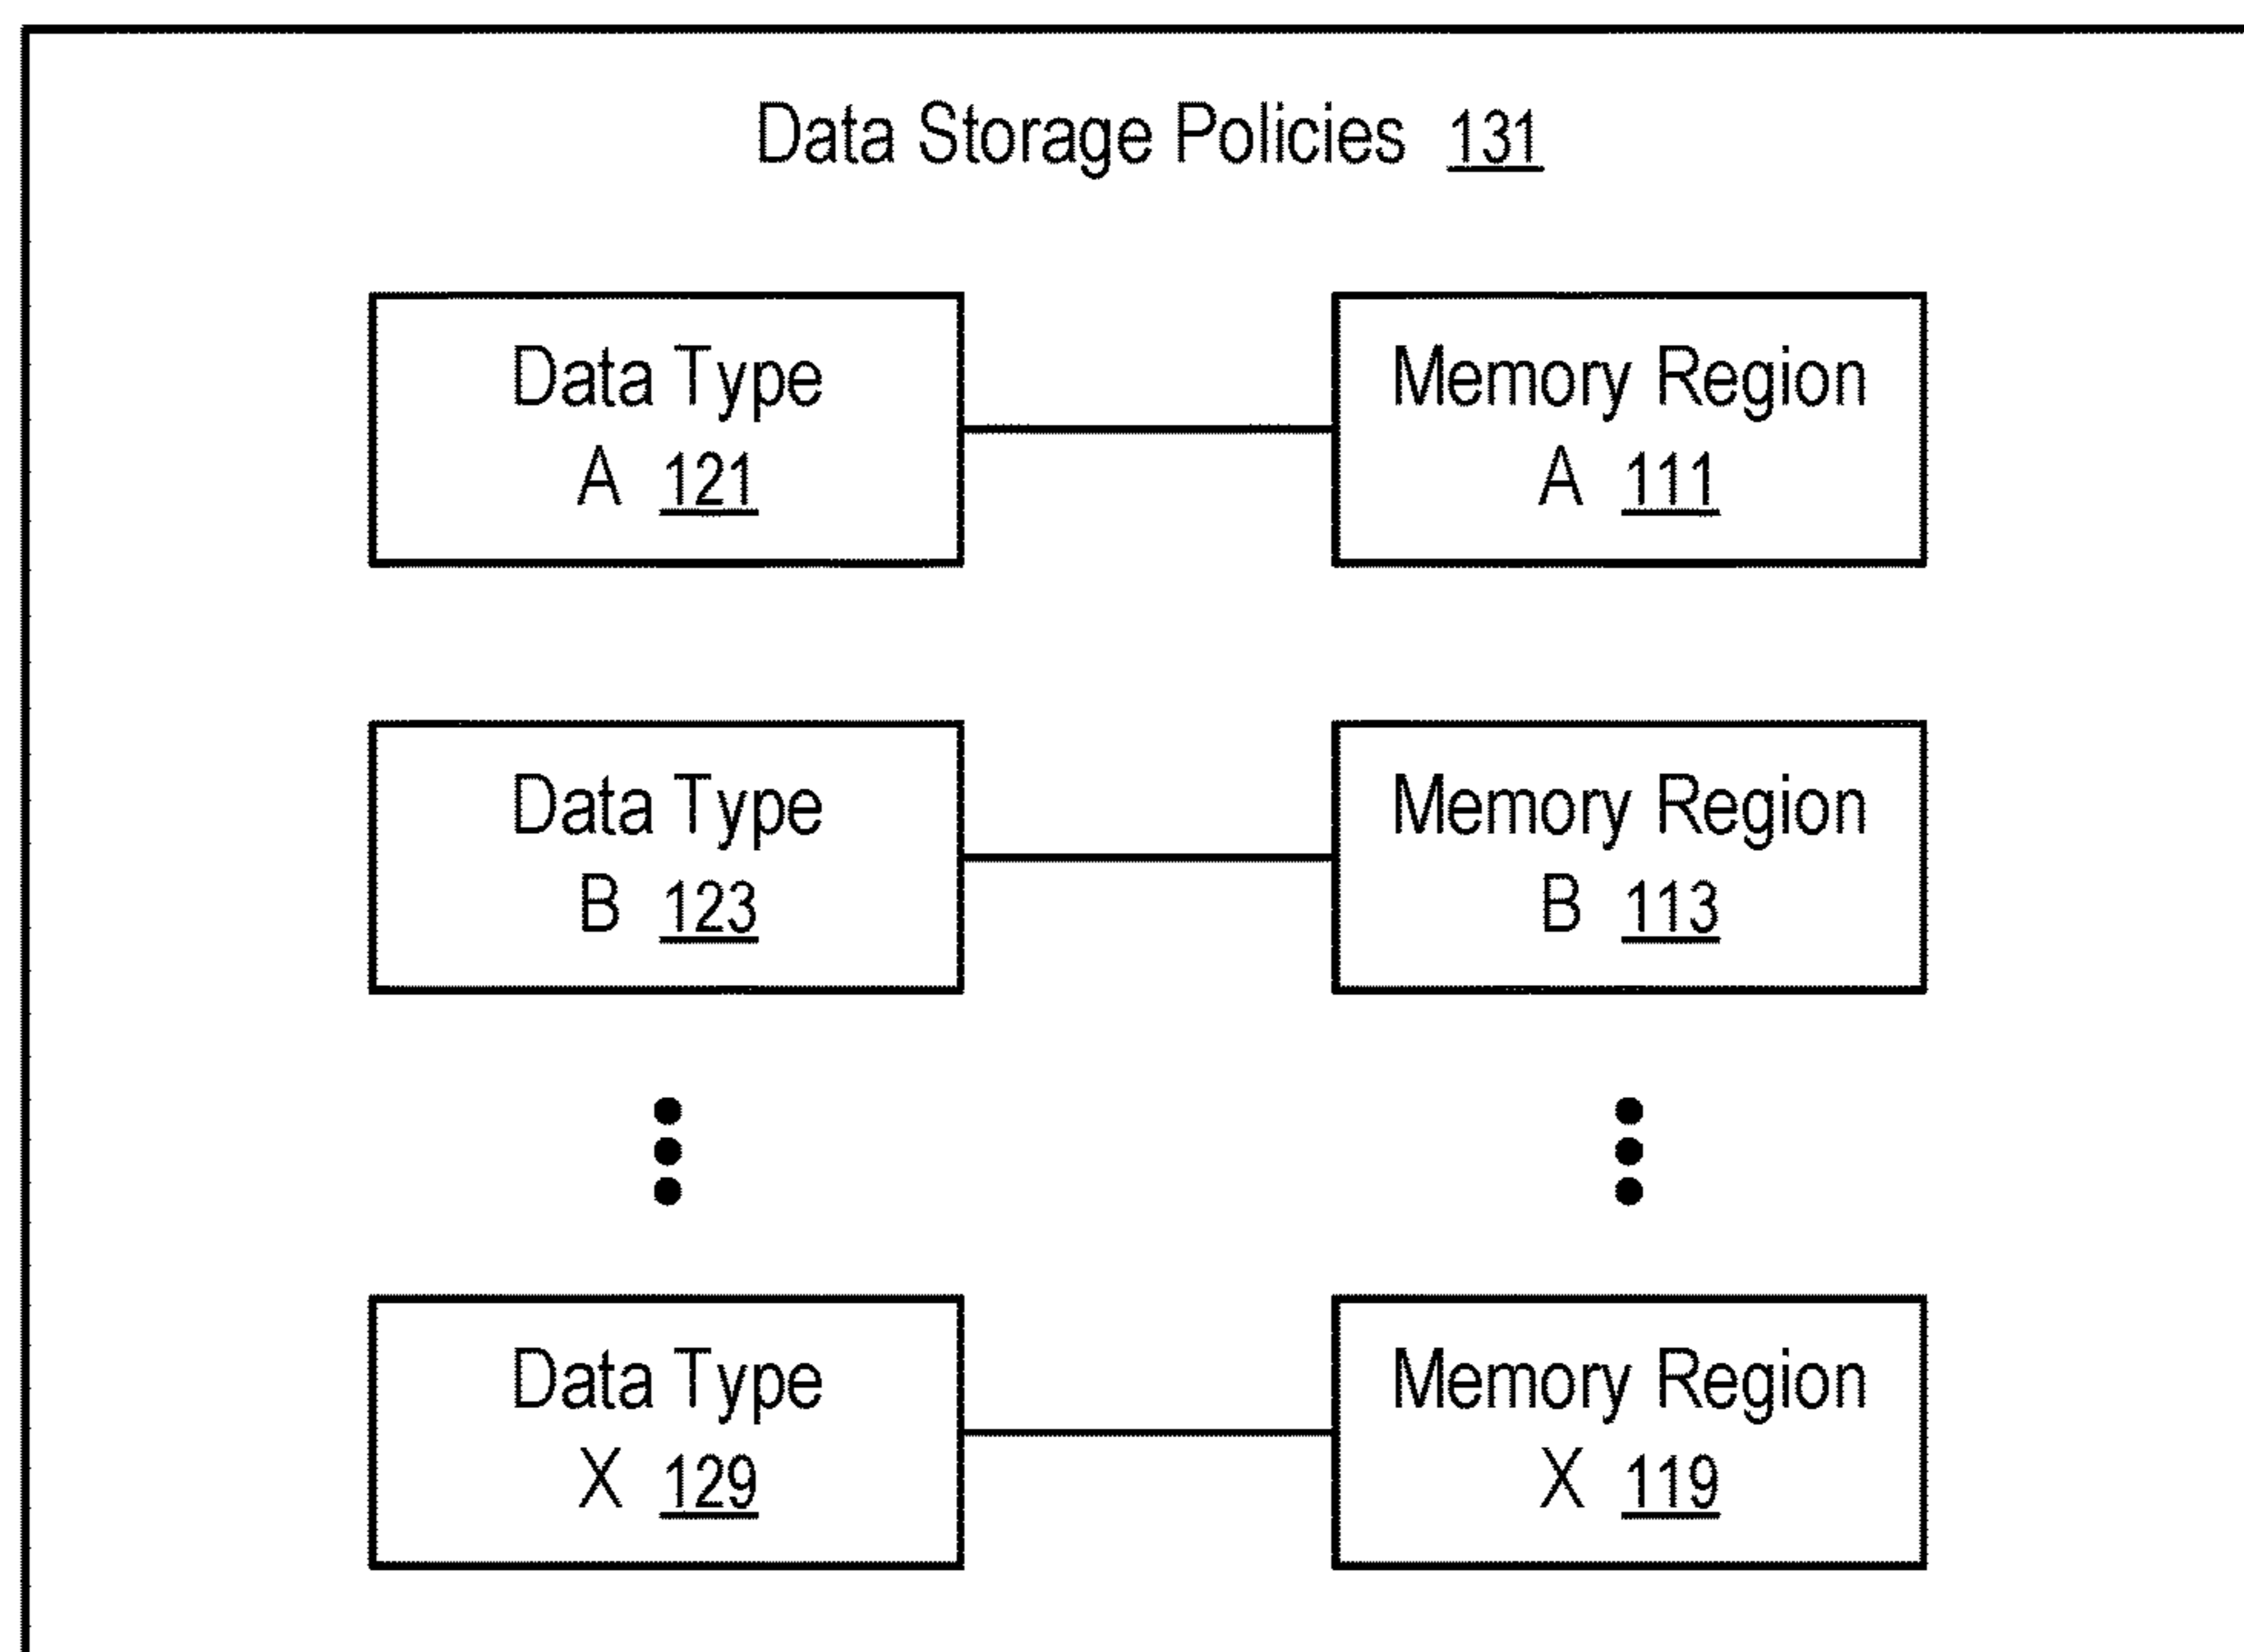 Data Storage Policies 131
Data Type
A 121
Memory Region
A 111
Data Type
B 123
Memory Region
B 113
Data Type
X 129
Memory Region
X 119